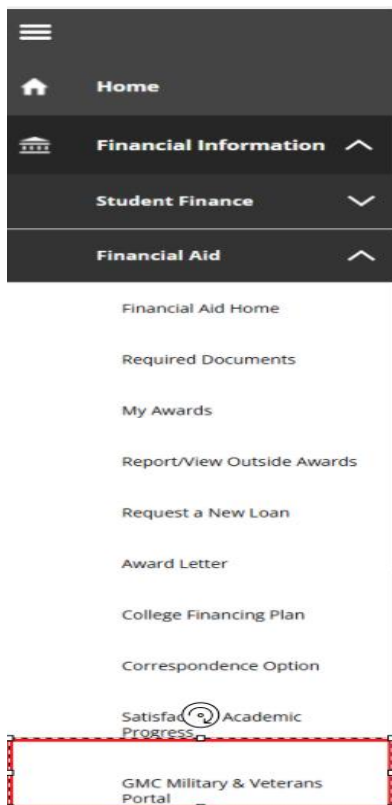 Home
Financial Information
Student Finance
Financial Aid
Financial Aid Home
Required Documents
My Awards
Report/View Outside Awards
Request a New Loan
Award Letter
College Financing Plan
Correspondence Option
Academic
Progress
GMC Military & Veterans
Portal